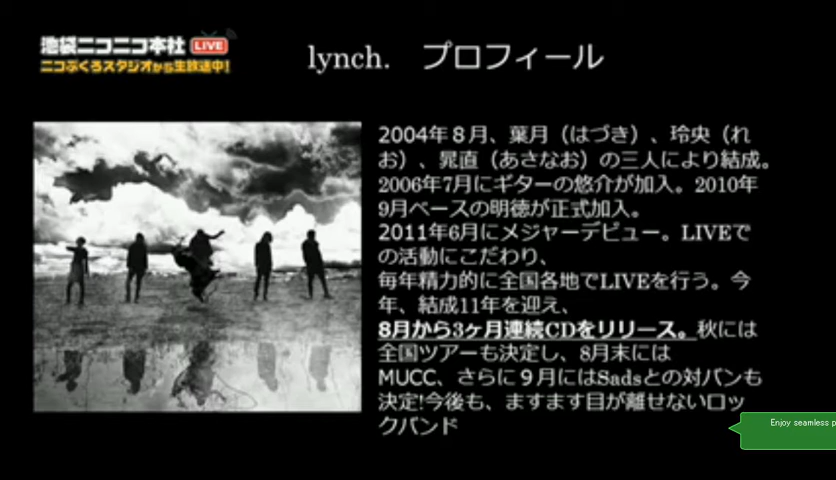 池袋ニコニコ本社 LIVE
ニコぶくろスタジオから生放送中!
lynch. プロフィール
2004年８月、葉月（はづき）、玲央（れ
お）、晁直（あさなお）の三人により結成。
2006年7月にギターの悠介が加入。2010年
9月ベースの明徳が正式加入。
2011年6月にメジャーデビュー。LIVEで
の活動にこだわり、
毎年精力的に全国各地でLIVEを行う。今
年、結成11年を迎え、
8月から3ヶ月連続CDをリリース。秋には
全国ツアーも決定し、8月末には
MUCC、さらに９月にはSadsとの対バンも
決定!今後も、ますます目が離せないロッ
クバンド
Enjoy seamless p